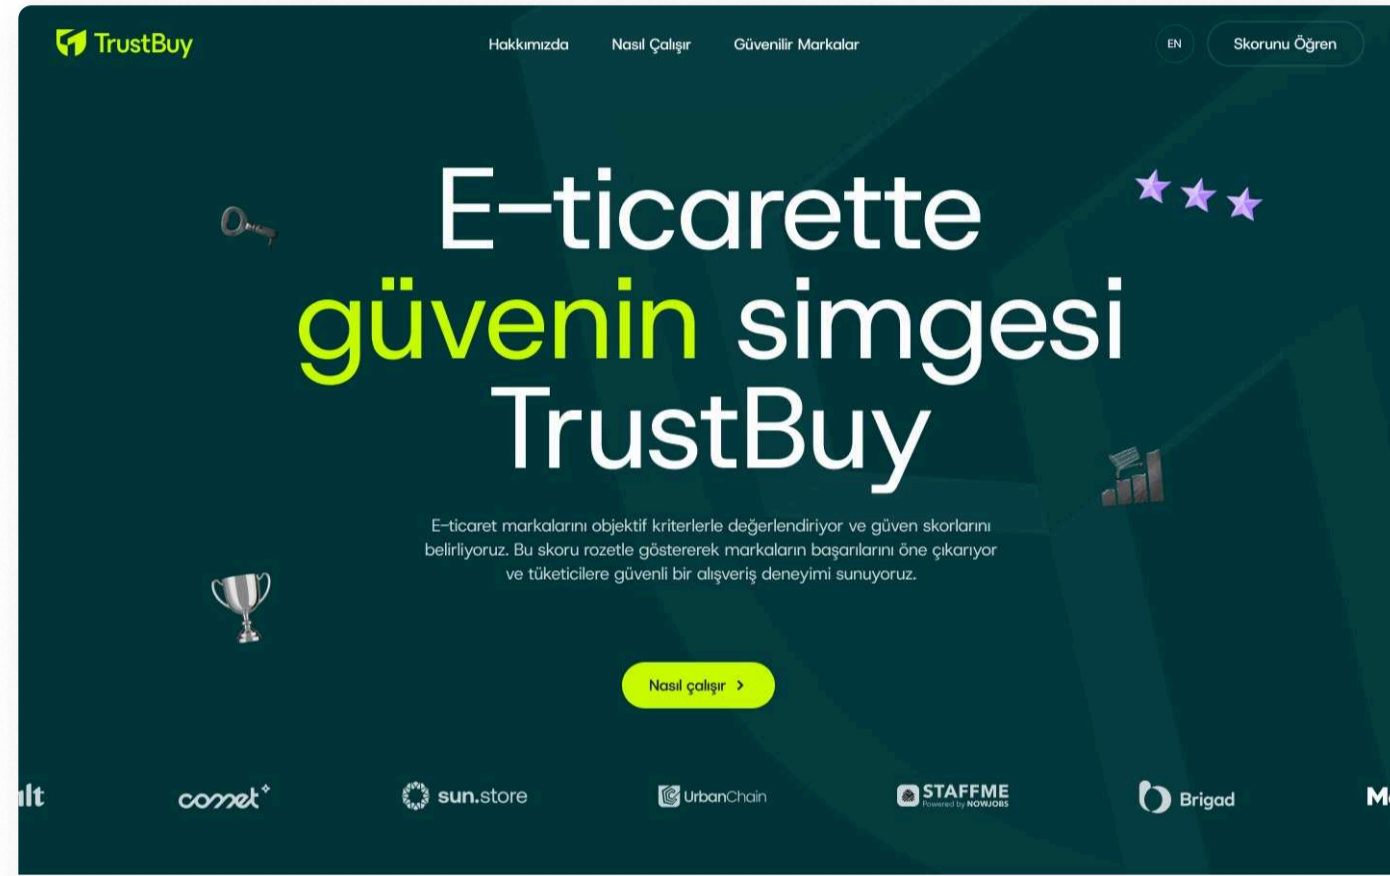 TrustBuy
Hakkımızda
Nasıl Çalışır
Güvenilir Markalar
EN
Skorunu Öğren
E-ticarette
güvenin simgesi
TrustBuy
E-ticaret markalarını objektif kriterlerle değerlendiriyor ve güven skorlarını
belirliyoruz. Bu skoru rozetle göstererek markaların başarılarını öne çıkarıyor
ve tüketicilere güvenli bir alışveriş deneyimi sunuyoruz.
Nasıl çalışır
comet
sun.store
UrbanChain
STAFFME
Powered by NOWJOBS
Brigad